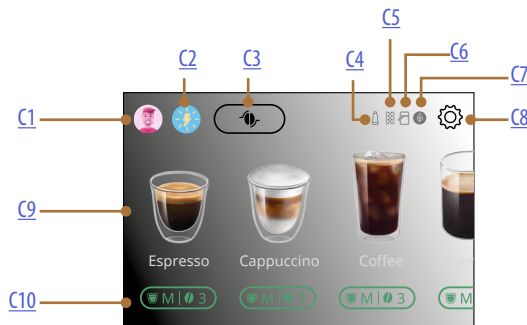 C5
C6
C2 C3 C4 C7
C1 C8
C9
Espresso Cappuccino Coffee
C10 M 3 M 3 M 3 M